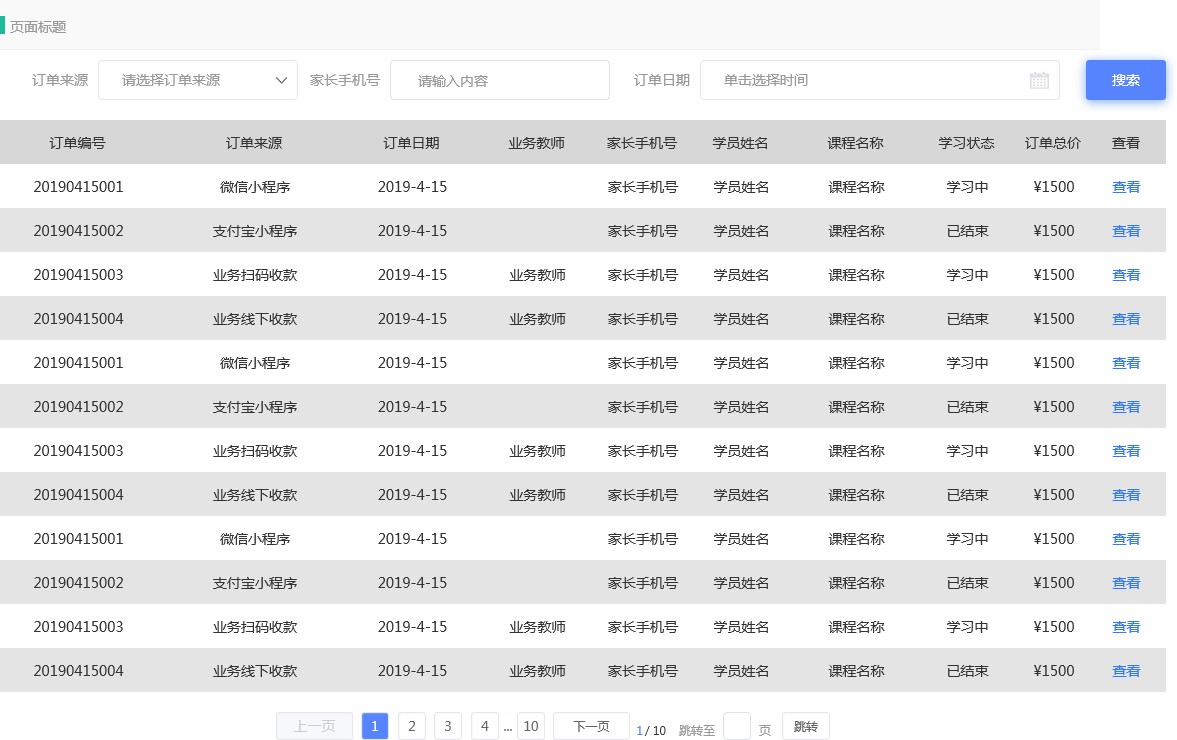 页面标题
订单来源 请选择订单来源 家长手机号 请输入内容 订单日期 单击选择时间 搜索
订单编号 订单来源 订单日期 业务教师 家长手机号 学员姓名 课程名称 学习状态 订单总价 查看
20190415001 微信小程序 2019-4-15 家长手机号 学员姓名 课程名称 学习中 ¥1500 查看
20190415002 支付宝小程序 2019-4-15 家长手机号 学员姓名 课程名称 已结束 ¥1500 查看
20190415003 业务扫码收款 2019-4-15 业务教师 家长手机号 学员姓名 课程名称 学习中 ¥1500 查看
20190415004 业务线下收款 2019-4-15 业务教师 家长手机号 学员姓名 课程名称 已结束 ¥1500 查看
20190415001 微信小程序 2019-4-15 家长手机号 学员姓名 课程名称 学习中 ¥1500 查看
20190415002 支付宝小程序 2019-4-15 家长手机号 学员姓名 课程名称 已结束 ¥1500 查看
20190415003 业务扫码收款 2019-4-15 业务教师 家长手机号 学员姓名 课程名称 学习中 ¥1500 查看
20190415004 业务线下收款 2019-4-15 业务教师 家长手机号 学员姓名 课程名称 已结束 ¥1500 查看
20190415001 微信小程序 2019-4-15 家长手机号 学员姓名 课程名称 学习中 ¥1500 查看
20190415002 支付宝小程序 2019-4-15 家长手机号 学员姓名 课程名称 已结束 ¥1500 查看
20190415003 业务扫码收款 2019-4-15 业务教师 家长手机号 学员姓名 课程名称 学习中 ¥1500 查看
20190415004 业务线下收款 2019-4-15 业务教师 家长手机号 学员姓名 课程名称 已结束 ¥1500 查看
上一页 1 2 3 4 ... 10 下一页 1/ 10 跳转至 页 跳转